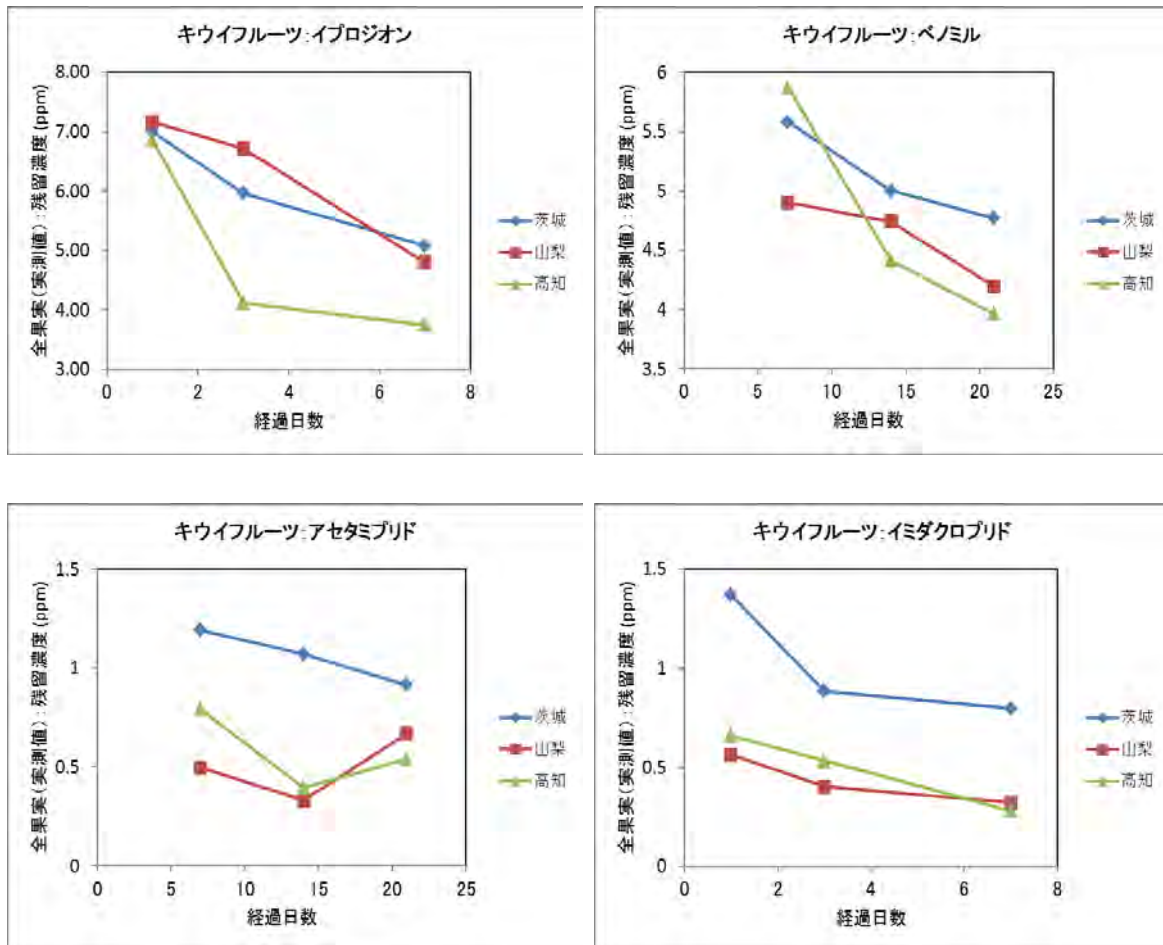 キウイフルーツ:イプロジオン
全果実(実測値):残留濃度(ppm)
8.00
7.00
6.00
5.00
4.00
3.00
0 2 4 6 8
経過日数
茨城
山梨
高知
キウイフルーツ:ベノミル
全果実(実測値):残留濃度(ppm)
6
5.5
5
4.5
4
3.5
0 5 10 15 20 25
経過日数
茨城
山梨
高知
キウイフルーツ:アセタミプリド
全果実(実測値):残留濃度(ppm)
1.5
1
0.5
0
0 5 10 15 20 25
経過日数
茨城
山梨
高知
キウイフルーツ:イミダクロプリド
全果実(実測値):残留濃度(ppm)
1.5
1
0.5
0
0 2 4 6 8
経過日数
茨城
山梨
高知